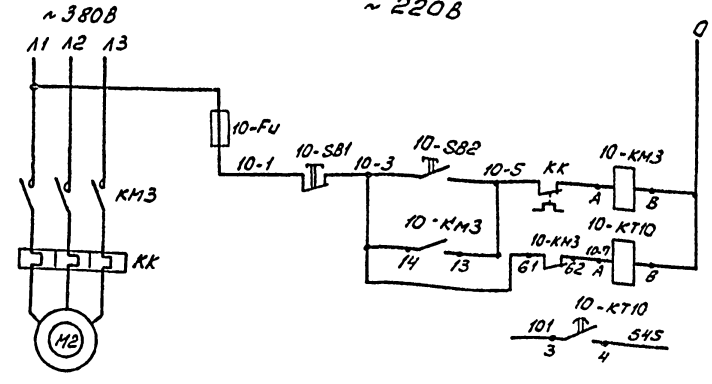 ~ 380В
~ 220В
Л1 Л2 Л3
0
10-Fu
10-1
10-SB1
10-3
10-SB2
10-5
КК
10-КМ3
А
В
КМ3
10-КМ3
14
13
КК
10-КТ10
61
10-КМ3
62
10-7
А
В
М2
10-КТ10
101
3
4
545